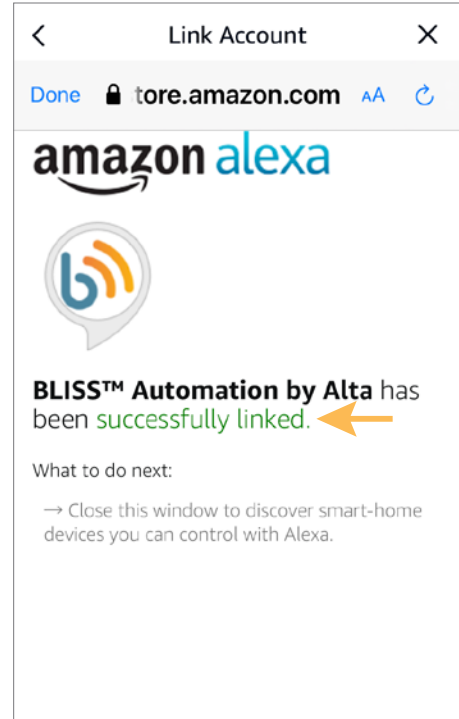 Link Account
Done tore.amazon.com AA
amazon alexa
b
BLISS™ Automation by Alta has
been successfully linked.
What to do next:
→ Close this window to discover smart-home
devices you can control with Alexa.